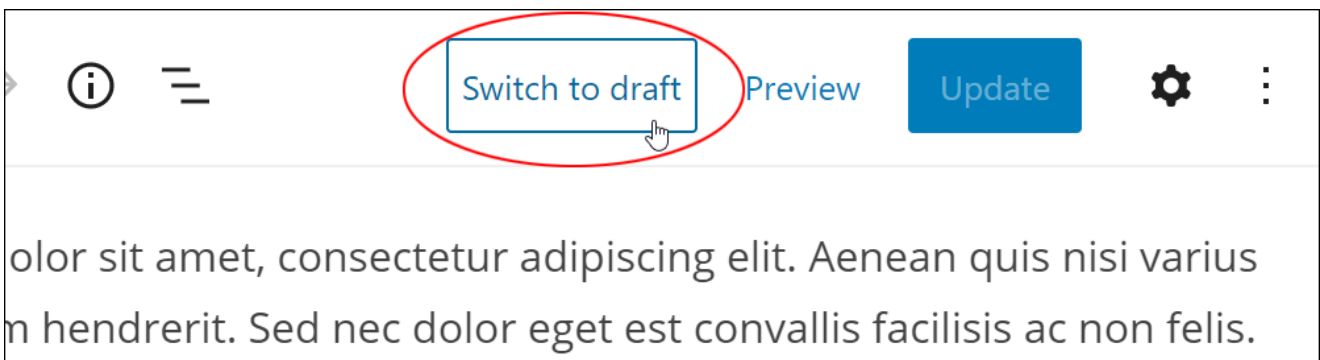 Switch to draft Preview Update
olor sit amet, consectetur adipiscing elit. Aenean quis nisi varius
m hendrerit. Sed nec dolor eget est convallis facilisis ac non felis.